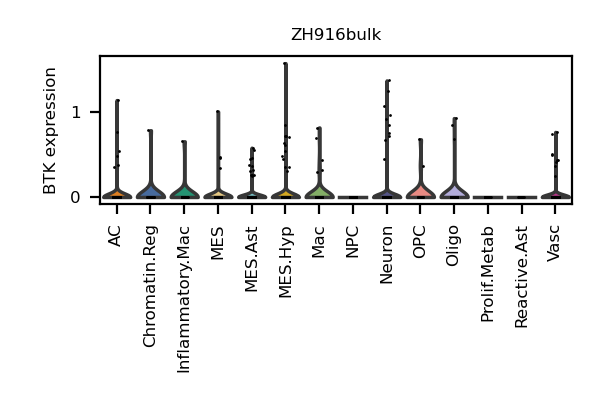 ZH916bulk
BTK expression
1
0
AC
Chromatin.Reg
Inflammatory.Mac
MES
MES.Ast
MES.Hyp
Mac
NPC
Neuron
OPC
Oligo
Prolif.Metab
Reactive.Ast
Vasc